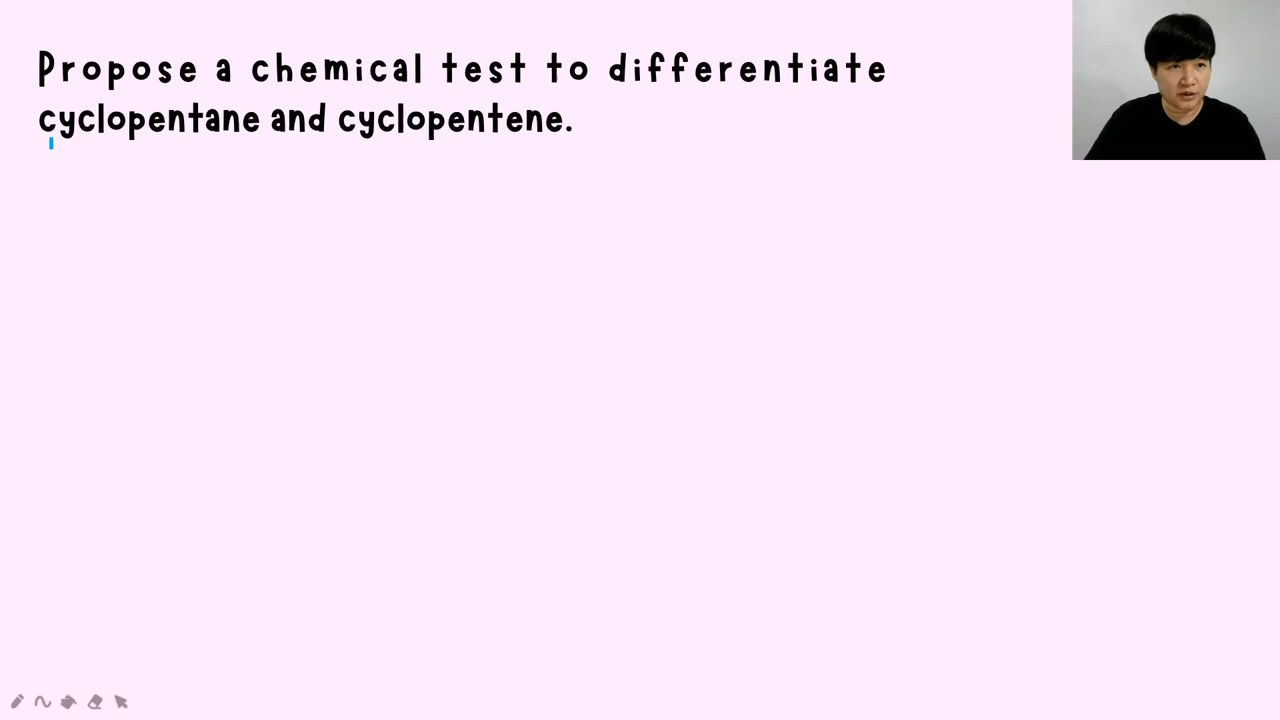 Propose a chemical test to differentiate
cyclopentane and cyclopentene.